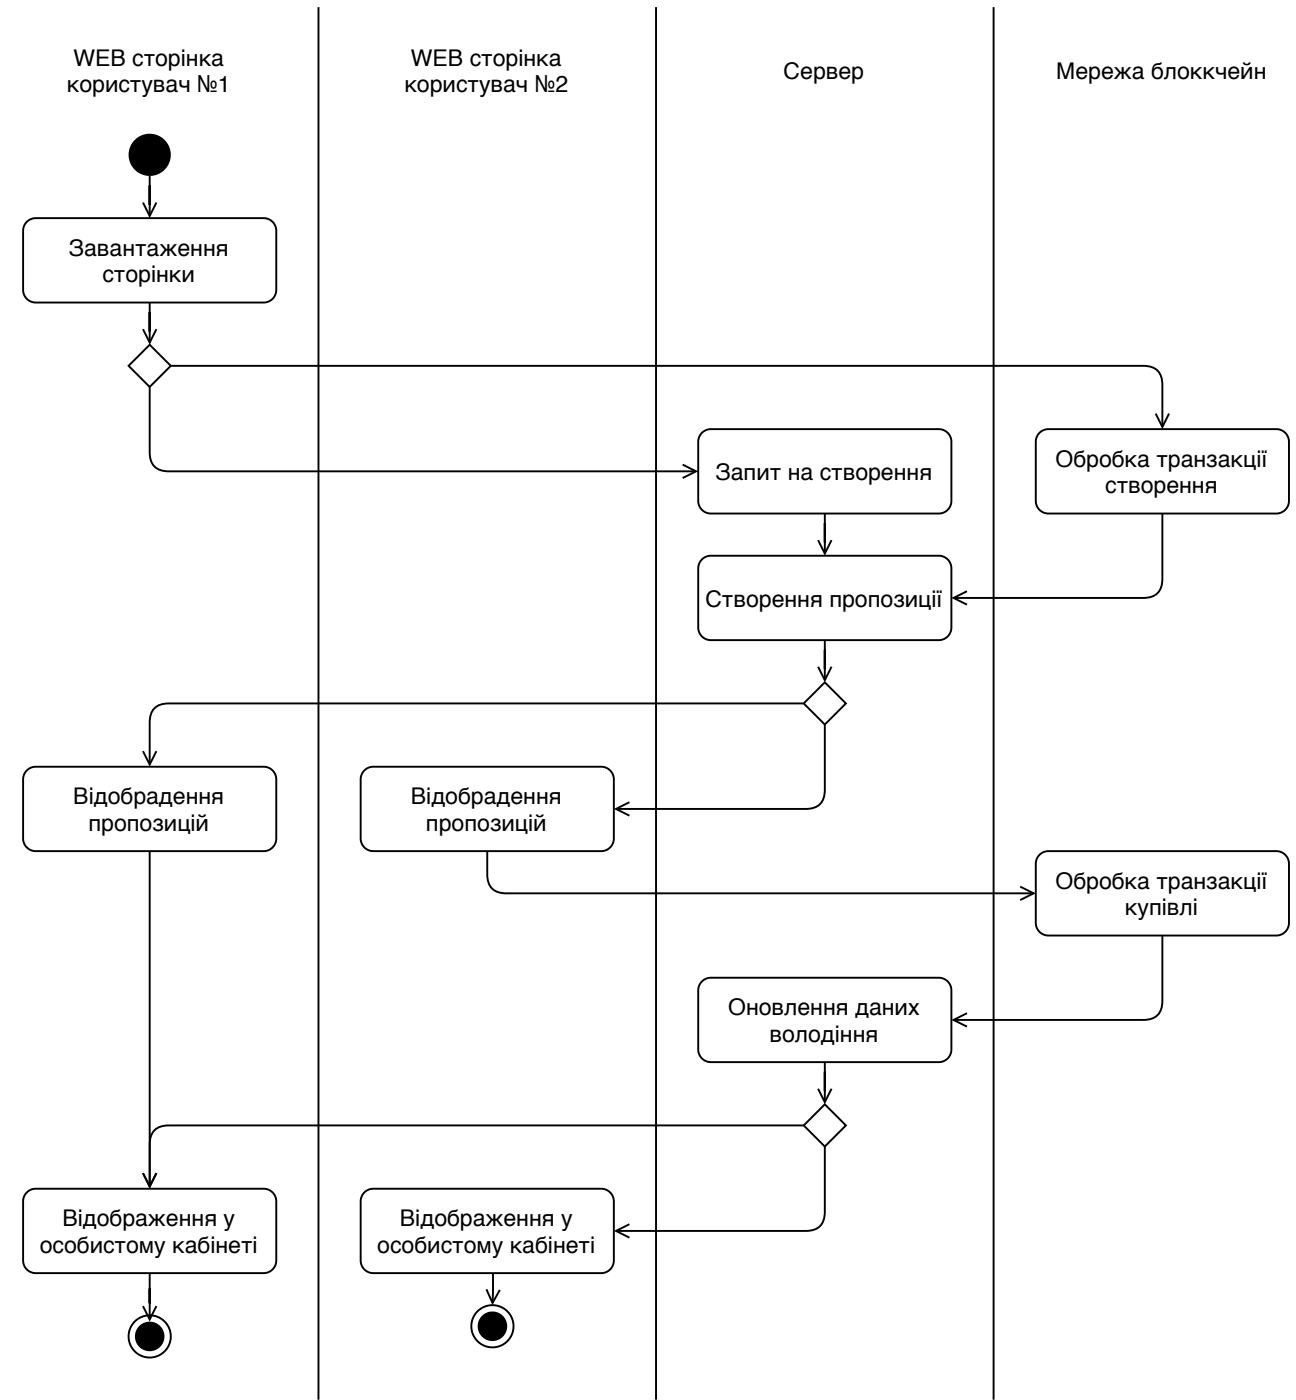 WEB сторінка
користувач №1
WEB сторінка
користувач №2
Сервер
Мережа блоккчейн
Завантаження
сторінки
Запит на створення
Обробка транзакції
створення
Створення пропозиції
Відобрадення
пропозицій
Відобрадення
пропозицій
Обробка транзакції
купівлі
Оновлення даних
володіння
Відображення у
особистому кабінеті
Відображення у
особистому кабінеті